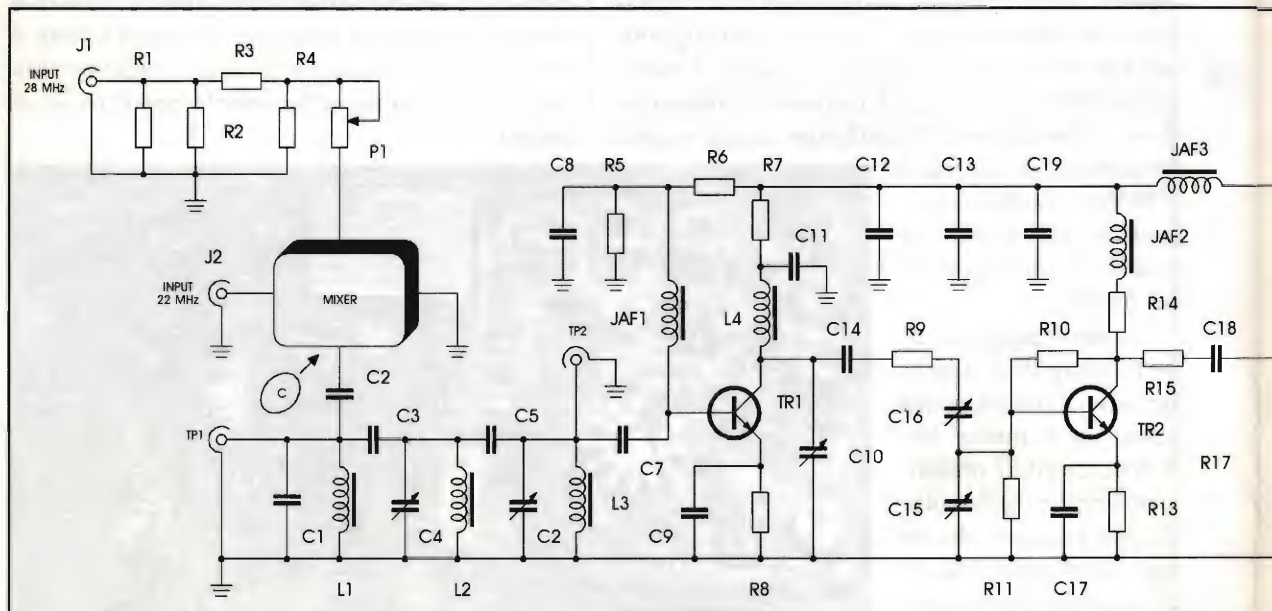 J1
INPUT
28 MHz
R1
R3
R4
R2
P1
J2
INPUT
22 MHz
MIXER
C
C2
TP1
C3
C5
C1
C4
C2
L1
L2
L3
TP2
C7
C8
R5
R6
R7
C12
C13
C19
JAF3
C11
JAF1
L4
JAF2
R14
C14
R9
R10
R15
C18
TR1
C16
TR2
C10
R17
C9
C15
R13
R8
R11
C17